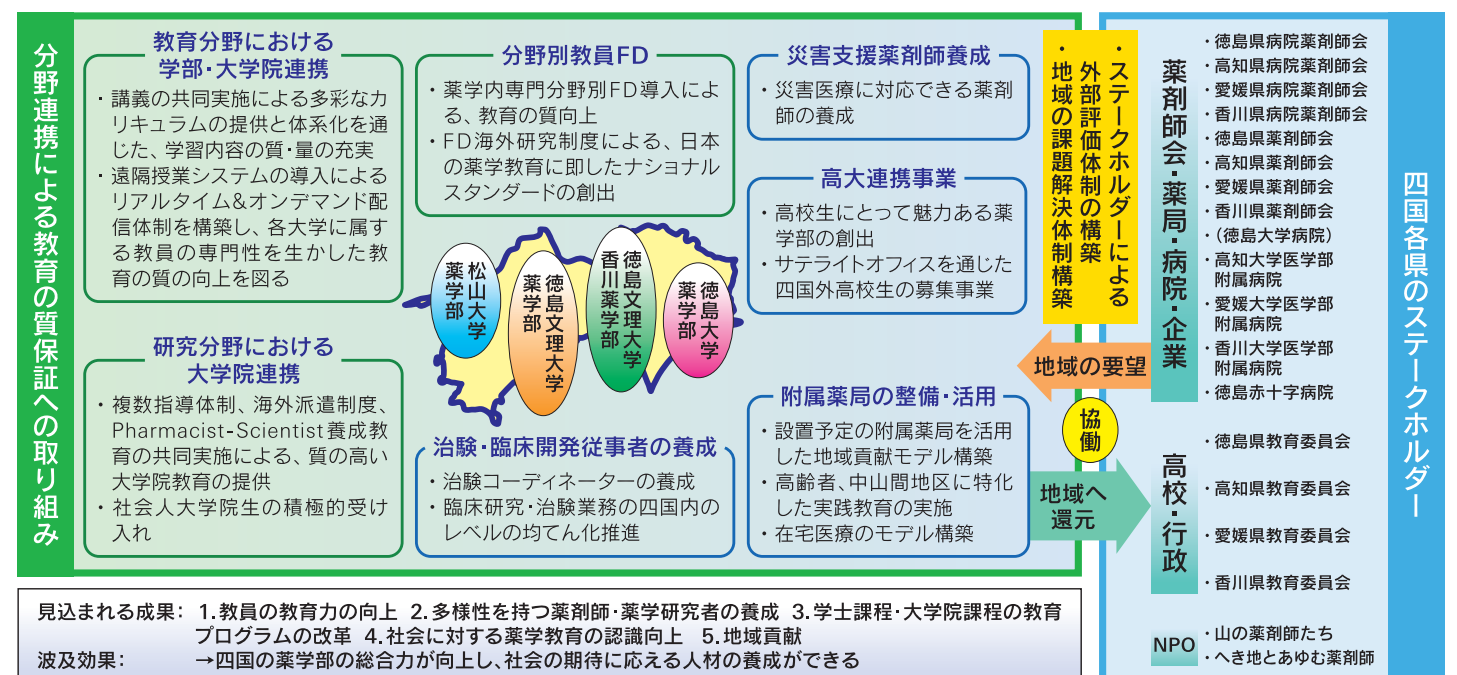 分野連携による教育の質保証への取り組み
教育分野における
学部・大学院連携
・講義の共同実施による多彩なカ
リキュラムの提供と体系化を通
じた、学習内容の質・量の充実
・遠隔授業システムの導入による
リアルタイム&オンデマンド配
信体制を構築し、各大学に属す
る教員の専門性を生かした教
育の質の向上を図る
研究分野における
大学院連携
・複数指導体制、海外派遣制度、
Pharmacist-Scientist養成教
育の共同実施による、質の高い
大学院教育の提供
・社会人大学院生の積極的受け
入れ
分野別教員FD
・薬学内専門分野別FD導入によ
る、教育の質向上
・FD海外研究制度による、日本
の薬学教育に即したナショナル
スタンダードの創出
松山大学
薬学部
徳島文理大学
薬学部
徳島文理大学
香川薬学部
徳島大学
薬学部
治験・臨床開発従事者の養成
・治験コーディネーターの養成
・臨床研究・治験業務の四国内の
レベルの均てん化推進
災害支援薬剤師養成
・災害医療に対応できる薬剤
師の養成
高大連携事業
・高校生にとって魅力ある薬
学部の創出
・サテライトオフィスを通じた
四国外高校生の募集事業
附属薬局の整備・活用
・設置予定の附属薬局を活用
した地域貢献モデル構築
・高齢者、中山間地区に特化
した実践教育の実施
・在宅医療のモデル構築
・ステークホルダーによる
外部評価体制の構築
・地域の課題解決体制構築
地域の要望
協働
地域へ
還元
薬剤師会・薬局・病院・企業
・徳島県病院薬剤師会
・高知県病院薬剤師会
・愛媛県病院薬剤師会
・香川県病院薬剤師会
・徳島県薬剤師会
・高知県薬剤師会
・愛媛県薬剤師会
・香川県薬剤師会
・(徳島大学病院)
・高知大学医学部
附属病院
・愛媛大学医学部
附属病院
・香川大学医学部
附属病院
・徳島赤十字病院
高校・行政
・徳島県教育委員会
・高知県教育委員会
・愛媛県教育委員会
・香川県教育委員会
NPO
・山の薬剤師たち
・へき地とあゆむ薬剤師
四国各県のステークホルダー
見込まれる成果: 1.教員の教育力の向上 2.多様性を持つ薬剤師・薬学研究者の養成 3.学士課程・大学院課程の教育
プログラムの改革 4.社会に対する薬学教育の認識向上 5.地域貢献
波及効果: →四国の薬学部の総合力が向上し、社会の期待に応える人材の養成ができる